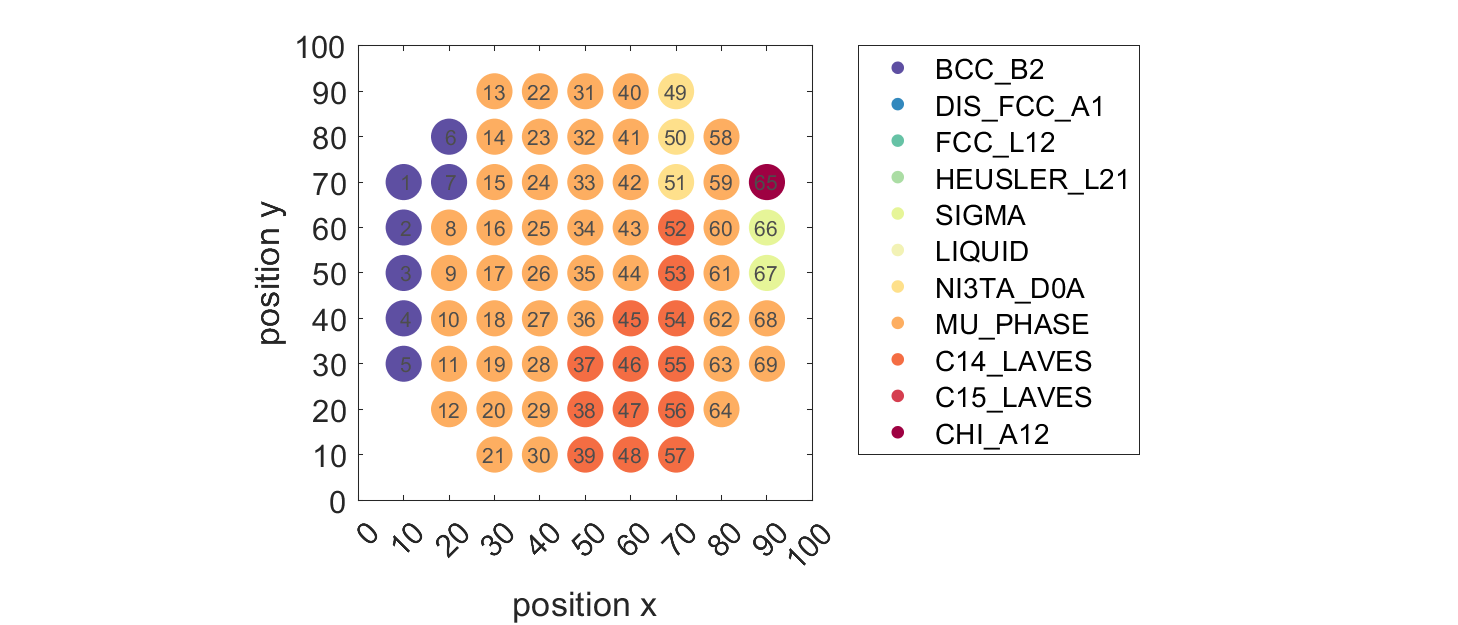 100
90 13 22 31 40 49
80 6 14 23 32 41 50 58
70 1 7 15 24 33 42 51 59 65
60 2 8 16 25 34 43 52 60 66
50 3 9 17 26 35 44 53 61 67
40 4 10 18 27 36 45 54 62 68
30 5 11 19 28 37 46 55 63 69
20 12 20 29 38 47 56 64
10 21 30 39 48 57
0
0 10 20 30 40 50 60 70 80 90 100
position x
position y
BCC_B2
DIS_FCC_A1
FCC_L12
HEUSLER_L21
SIGMA
LIQUID
NI3TA_D0A
MU_PHASE
C14_LAVES
C15_LAVES
CHI_A12